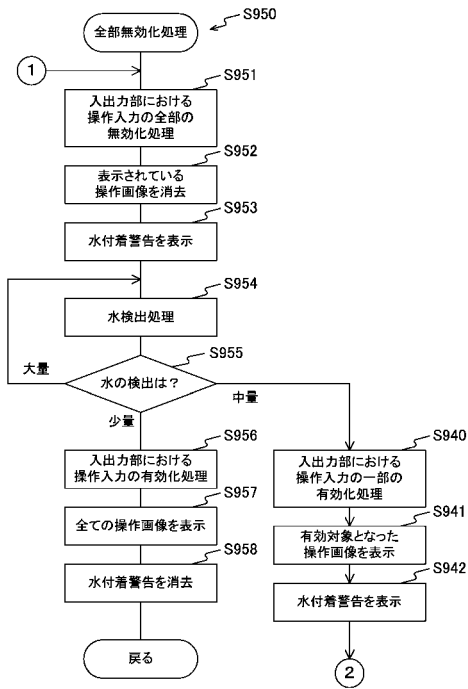 全部無効化処理
S950
1
S951
入出力部における
操作入力の全部の
無効化処理
S952
表示されている
操作画像を消去
S953
水付着警告を表示
S954
水検出処理
S955
水の検出は？
大量
中量
少量
S956
入出力部における
操作入力の有効化処理
S957
全ての操作画像を表示
S958
水付着警告を消去
戻る
S940
入出力部における
操作入力の一部の
有効化処理
S941
有効対象となった
操作画像を表示
S942
水付着警告を表示
2